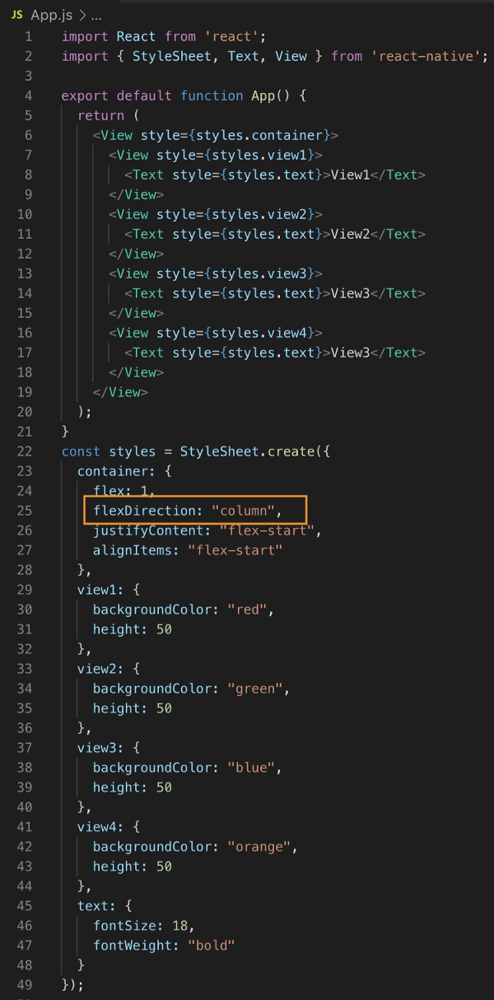 JS App.js > ...
1 import React from 'react';
2 import { StyleSheet, Text, View } from 'react-native';
3
4 export default function App() {
5   return (
6     <View style={styles.container}>
7       <View style={styles.view1}>
8         <Text style={styles.text}>View1</Text>
9       </View>
10       <View style={styles.view2}>
11         <Text style={styles.text}>View2</Text>
12       </View>
13       <View style={styles.view3}>
14         <Text style={styles.text}>View3</Text>
15       </View>
16       <View style={styles.view4}>
17         <Text style={styles.text}>View3</Text>
18       </View>
19     </View>
20   );
21 }
22 const styles = StyleSheet.create({
23   container: {
24     flex: 1,
25     flexDirection: "column",
26     justifyContent: "flex-start",
27     alignItems: "flex-start"
28   },
29   view1: {
30     backgroundColor: "red",
31     height: 50
32   },
33   view2: {
34     backgroundColor: "green",
35     height: 50
36   },
37   view3: {
38     backgroundColor: "blue",
39     height: 50
40   },
41   view4: {
42     backgroundColor: "orange",
43     height: 50
44   },
45   text: {
46     fontSize: 18,
47     fontWeight: "bold"
48   }
49 });